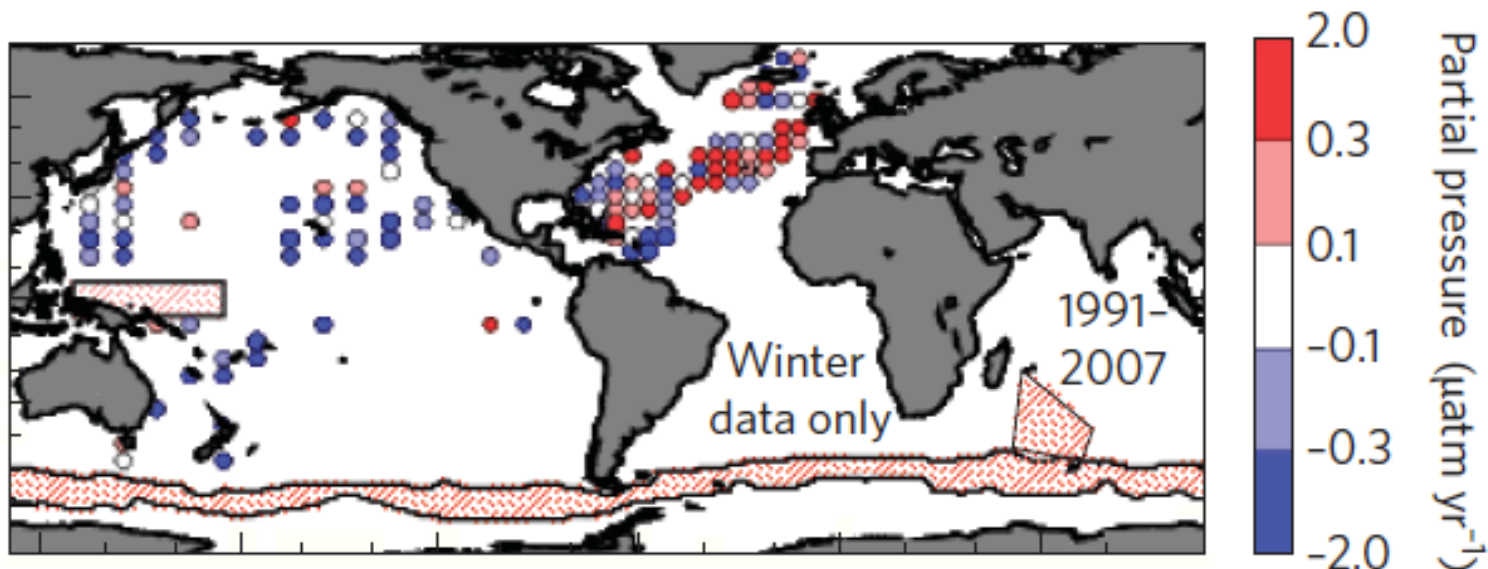 2.0
0.3
0.1
–0.1
–0.3
–2.0
Partial pressure (μatm yr⁻¹)
1991–
2007
Winter
data only